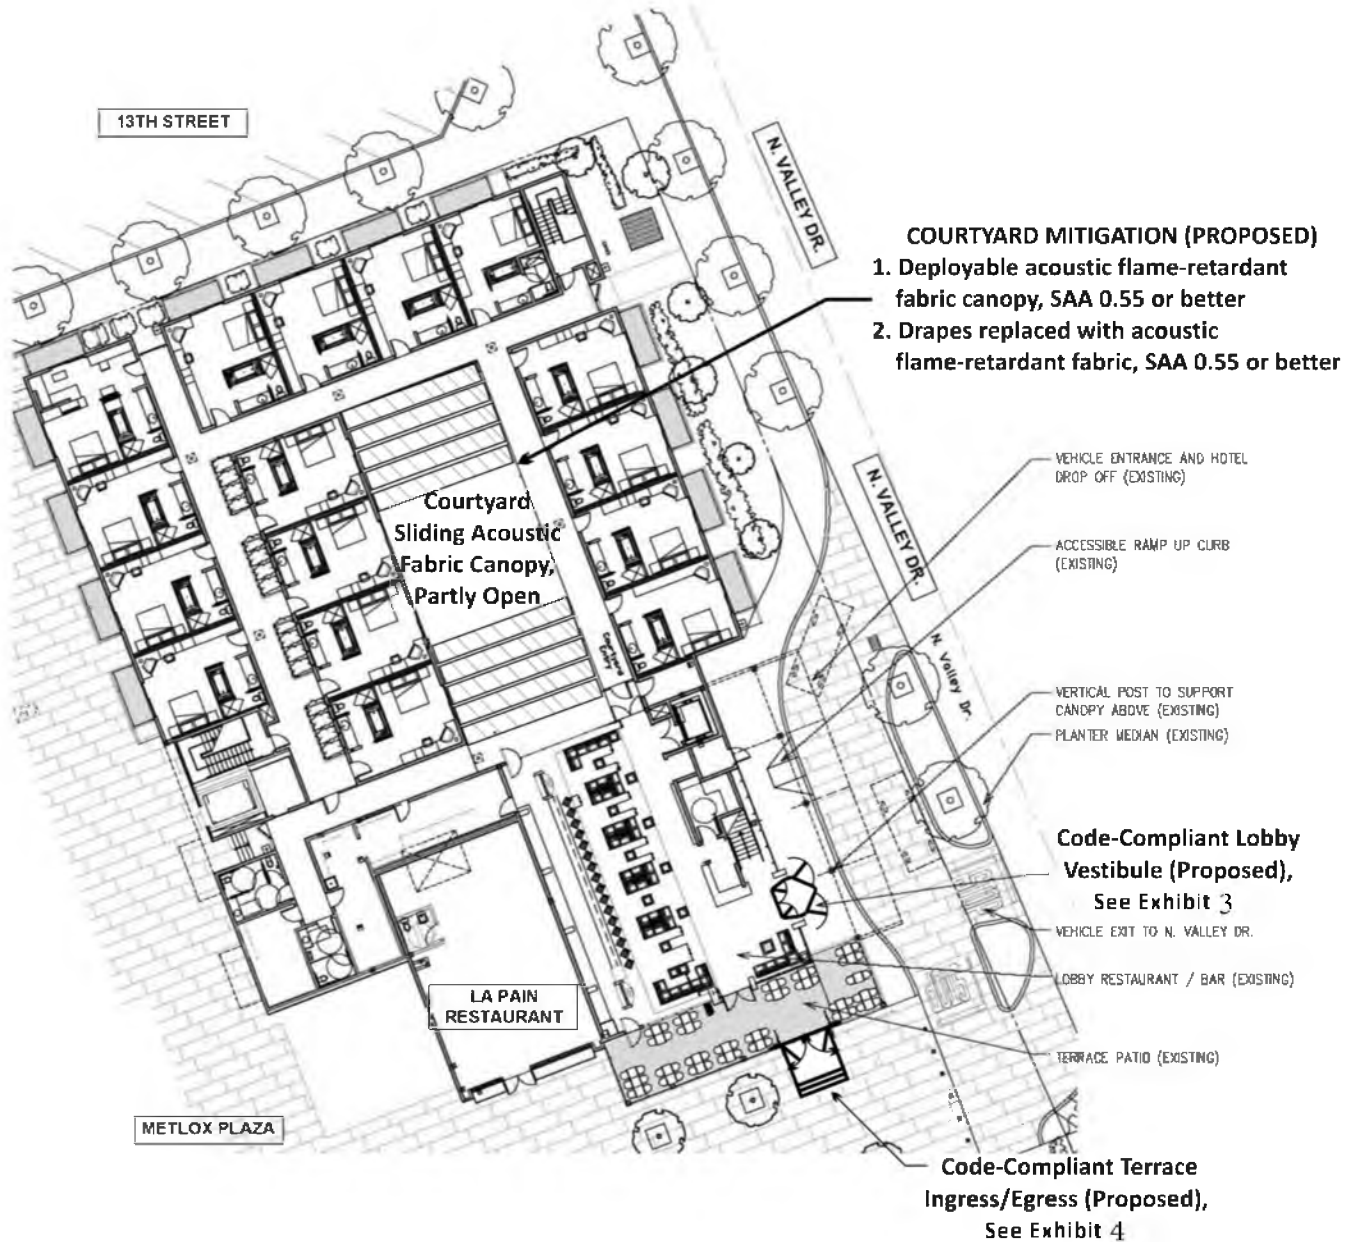 13TH STREET
N. VALLEY DR.
COURTYARD MITIGATION (PROPOSED)
1. Deployable acoustic flame-retardant
fabric canopy, SAA 0.55 or better
2. Drapes replaced with acoustic
flame-retardant fabric, SAA 0.55 or better
VEHICLE ENTRANCE AND HOTEL
DROP OFF (EXISTING)
N. VALLEY DR.
Courtyard
Sliding Acoustic
Fabric Canopy,
Partly Open
ACCESSIBLE RAMP UP CURB
(EXISTING)
Courtyard
Entry
N. Valley Dr.
VERTICAL POST TO SUPPORT
CANOPY ABOVE (EXISTING)
PLANTER MEDIAN (EXISTING)
Code-Compliant Lobby
Vestibule (Proposed),
See Exhibit 3
VEHICLE EXIT TO N. VALLEY DR.
LOBBY RESTAURANT / BAR (EXISTING)
LA PAIN
RESTAURANT
TERRACE PATIO (EXISTING)
METLOX PLAZA
Code-Compliant Terrace
Ingress/Egress (Proposed),
See Exhibit 4